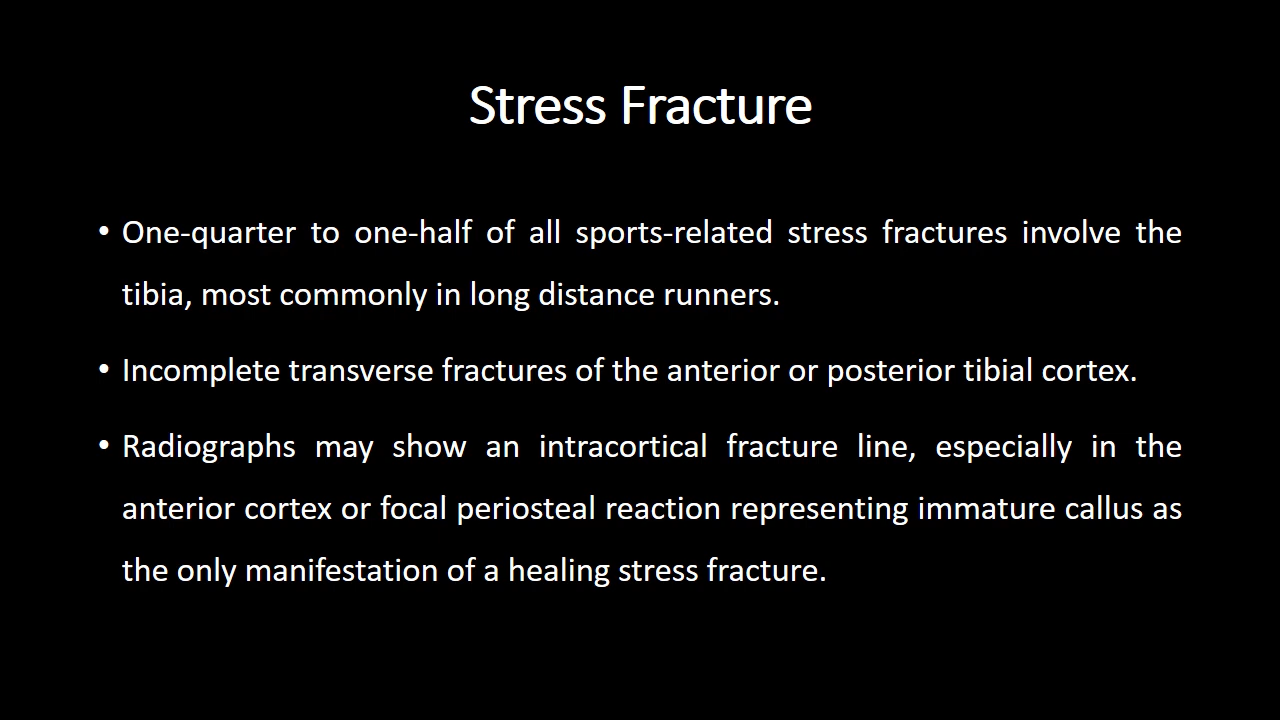 Stress Fracture
• One-quarter to one-half of all sports-related stress fractures involve the
tibia, most commonly in long distance runners.
• Incomplete transverse fractures of the anterior or posterior tibial cortex.
• Radiographs may show an intracortical fracture line, especially in the
anterior cortex or focal periosteal reaction representing immature callus as
the only manifestation of a healing stress fracture.